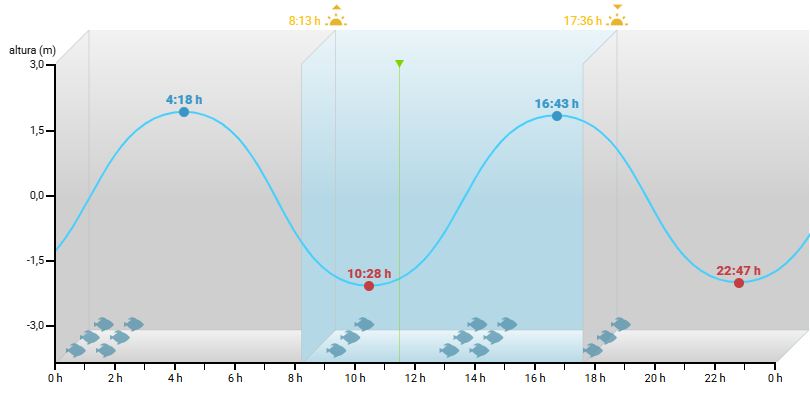 8:13 h
17:36 h
altura (m)
3,0
4:18 h
16:43 h
1,5
0,0
-1,5
10:28 h
22:47 h
-3,0
0 h 2 h 4 h 6 h 8 h 10 h 12 h 14 h 16 h 18 h 20 h 22 h 0 h